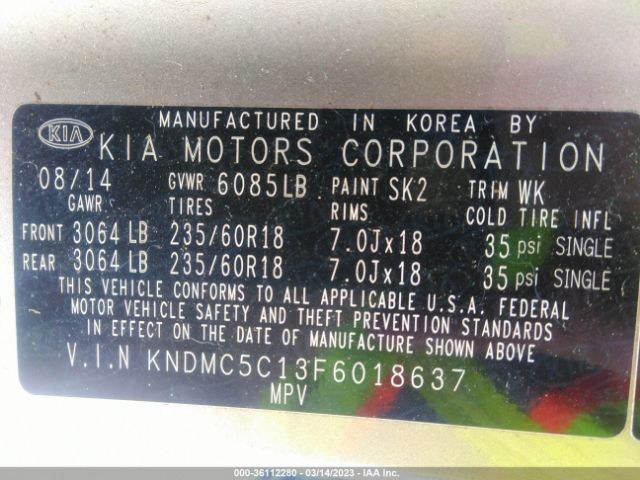 MANUFACTURED IN KOREA BY
KIA KIA MOTORS CORPORATION
08/14 GVWR 6085LB PAINT SK2 TRIM WK
GAWR TIRES RIMS COLD TIRE INFL
FRONT 3064 LB 235/60R18 7.0Jx18 35 psi SINGLE
REAR 3064 LB 235/60R18 7.0Jx18 35 psi SINGLE
THIS VEHICLE CONFORMS TO ALL APPLICABLE U.S.A. FEDERAL
MOTOR VEHICLE SAFETY AND THEFT PREVENTION STANDARDS
IN EFFECT ON THE DATE OF MANUFACTURE SHOWN ABOVE
V.I.N KNDMC5C13F6018637
MPV
000-36112280 - 03/14/2023 - IAA Inc.